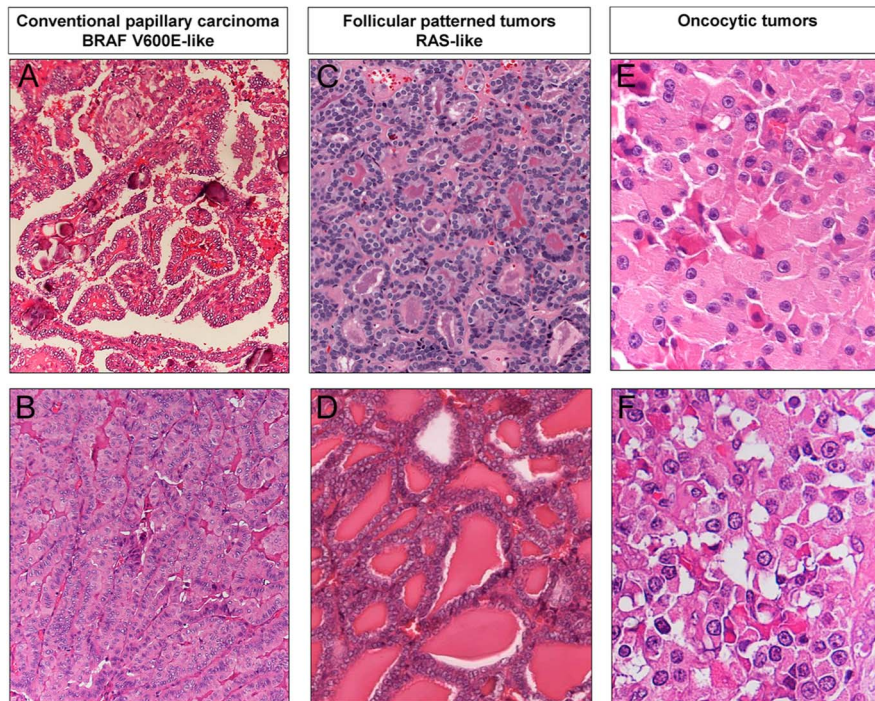 Conventional papillary carcinoma
BRAF V600E-like
Follicular patterned tumors
RAS-like
Oncocytic tumors
A
C
E
B
D
F